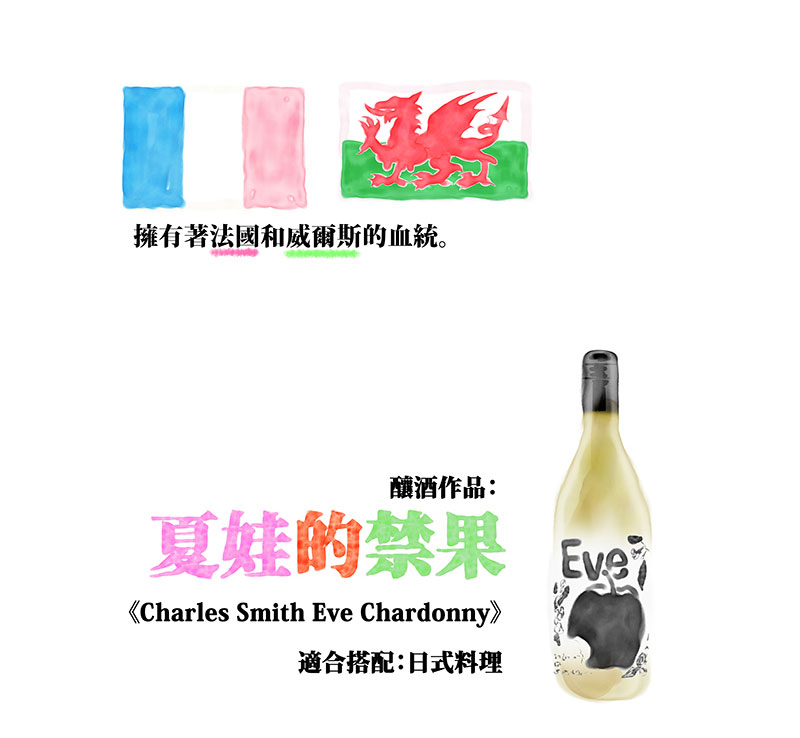 擁有著法國和威爾斯的血統。
釀酒作品：
夏娃的禁果
《Charles Smith Eve Chardonny》
適合搭配：日式料理
Eve